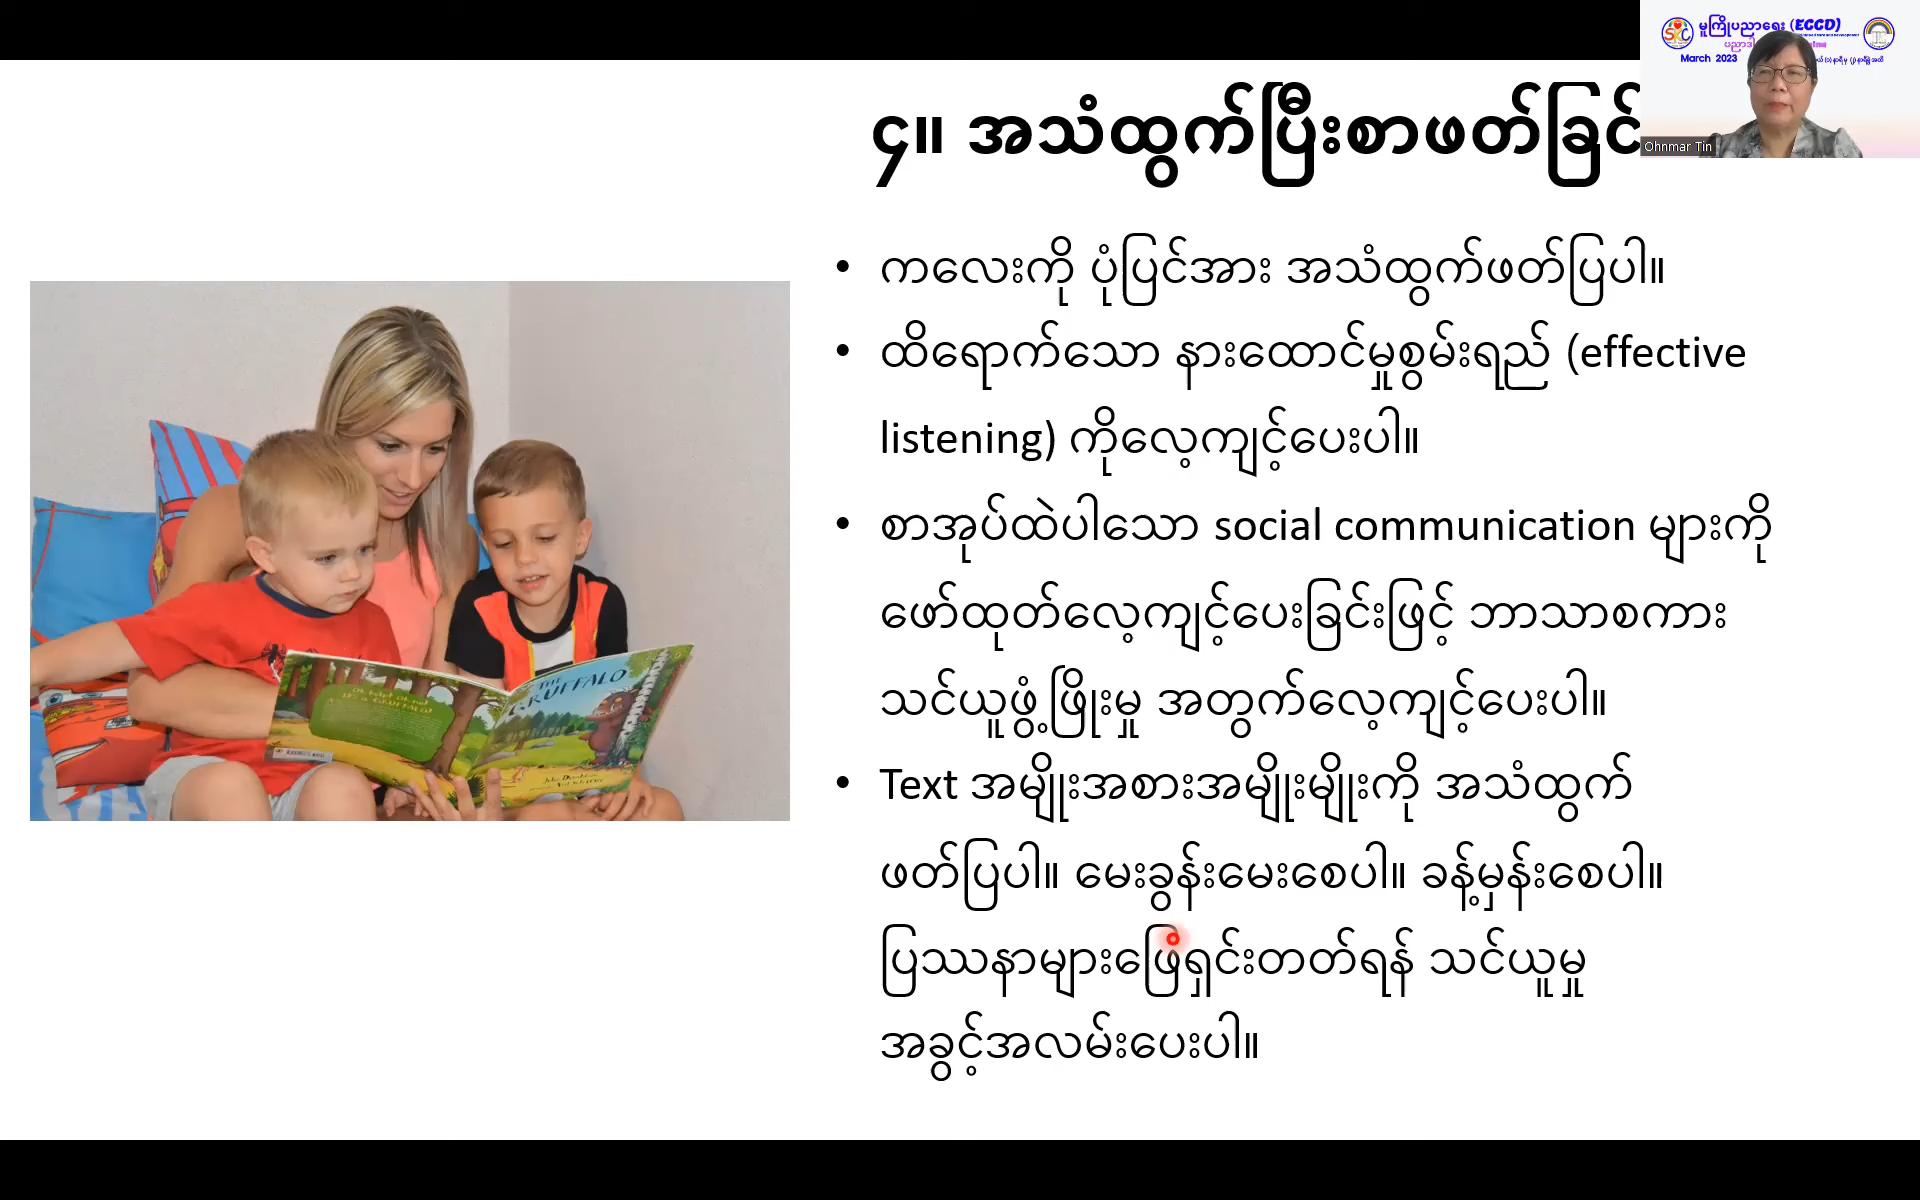 မူကြိုပညာရေး (ECCD)
March 2023
Ohnmar Tin
၄။ အသံထွက်ပြီးစာဖတ်ခြင်
• ကလေးကို ပုံပြင်အား အသံထွက်ဖတ်ပြပါ။
• ထိရောက်သော နားထောင်မှုစွမ်းရည် (effective
listening) ကိုလေ့ကျင့်ပေးပါ။
• စာအုပ်ထဲပါသော social communication များကို
ဖော်ထုတ်လေ့ကျင့်ပေးခြင်းဖြင့် ဘာသာစကား
သင်ယူဖွံ့ဖြိုးမှု အတွက်လေ့ကျင့်ပေးပါ။
• Text အမျိုးအစားအမျိုးမျိုးကို အသံထွက်
ဖတ်ပြပါ။ မေးခွန်းမေးစေပါ။ ခန့်မှန်းစေပါ။
ပြဿနာများဖြေရှင်းတတ်ရန် သင်ယူမှု
အခွင့်အလမ်းပေးပါ။
THE
GRUFFALO